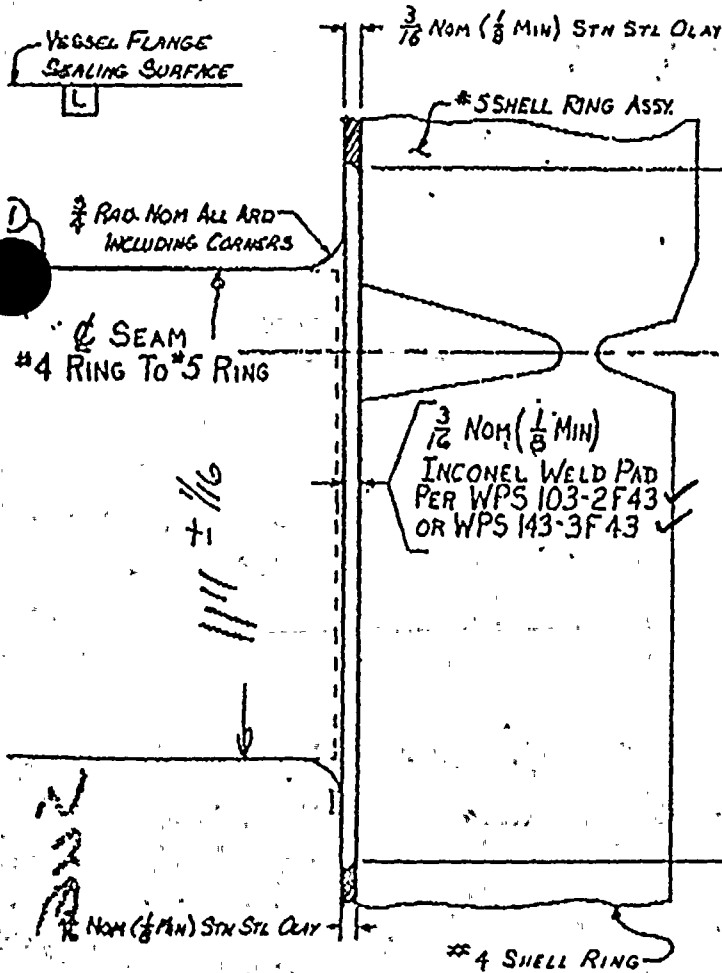 3/16 NOM (1/8 MIN) STN STL OLAY
VESSEL FLANGE
SEALING SURFACE
L
#5 SHELL RING ASSY.
1
3/4 RAD. NOM ALL ARD
INCLUDING CORNERS
℄ SEAM
#4 RING TO #5 RING
3/16 NOM (1/8 MIN)
INCONEL WELD PAD
PER WPS 103-2F43 ✓
OR WPS 143-3F43 ✓
± 1/16
NOM (1/8 MIN) STN STL OLAY
#4 SHELL RING